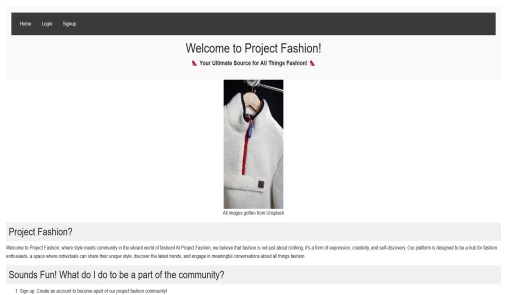 Home Login Signup
Welcome to Project Fashion!
👠 Your Ultimate Source for All Things Fashion! 👠
All images gotten from Unsplash
Project Fashion?
Welcome to Project Fashion, where style meets community in the vibrant world of fashion! At Project Fashion, we believe that fashion is not just about clothing; it's a form of expression, creativity, and self-discovery. Our platform is designed to be a hub for fashion
enthusiasts, a space where individuals can share their unique style, discover the latest trends, and engage in meaningful conversations about all things fashion.
Sounds Fun! What do I do to be a part of the community?
1. Sign up: Create an account to become apart of our project fashion community!